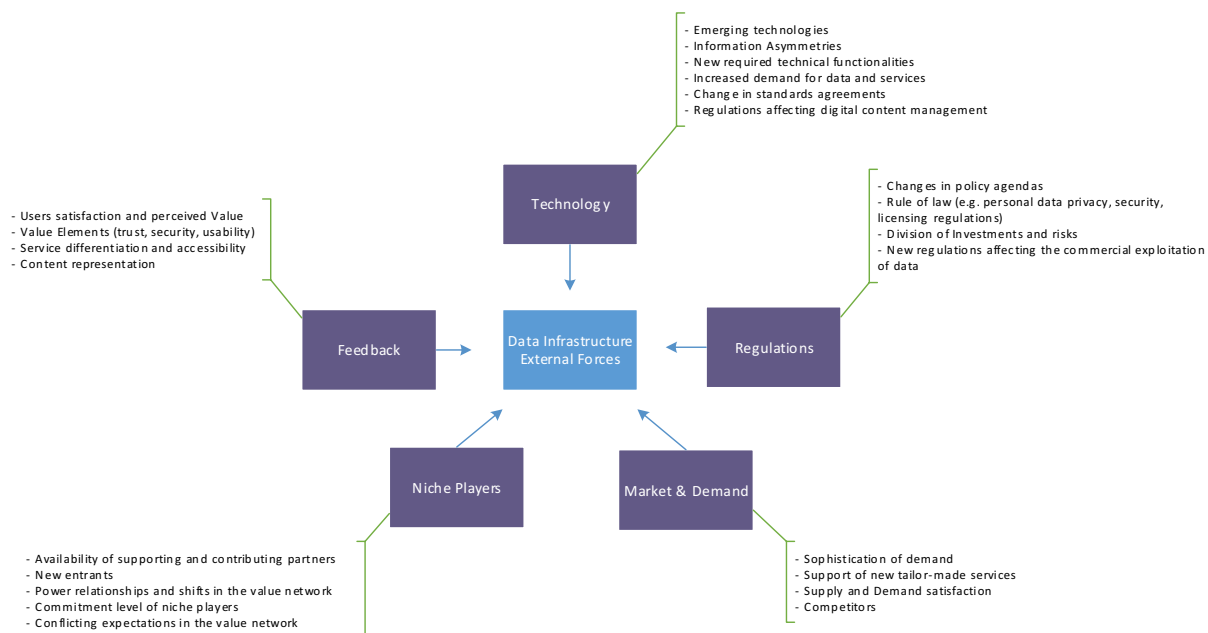 - Emerging technologies
- Information Asymmetries
- New required technical functionalities
- Increased demand for data and services
- Change in standards agreements
- Regulations affecting digital content management
Technology
- Changes in policy agendas
- Rule of law (e.g. personal data privacy, security,
licensing regulations)
- Division of Investments and risks
- New regulations affecting the commercial exploitation
of data
- Users satisfaction and perceived Value
- Value Elements (trust, security, usability)
- Service differentiation and accessibility
- Content representation
Feedback
Data Infrastructure
External Forces
Regulations
Niche Players
Market & Demand
- Availability of supporting and contributing partners
- New entrants
- Power relationships and shifts in the value network
- Commitment level of niche players
- Conflicting expectations in the value network
- Sophistication of demand
- Support of new tailor-made services
- Supply and Demand satisfaction
- Competitors